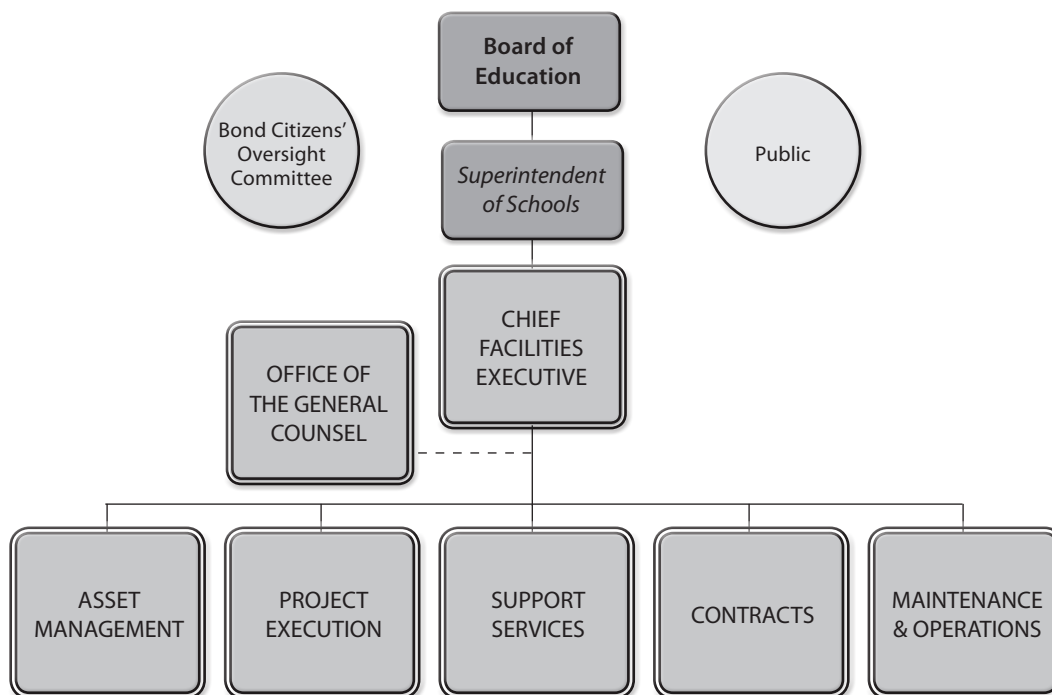 Board of
Education
Bond Citizens’
Oversight
Committee
Public
Superintendent
of Schools
CHIEF
FACILITIES
EXECUTIVE
OFFICE OF
THE GENERAL
COUNSEL
ASSET
MANAGEMENT
PROJECT
EXECUTION
SUPPORT
SERVICES
CONTRACTS
MAINTENANCE
& OPERATIONS